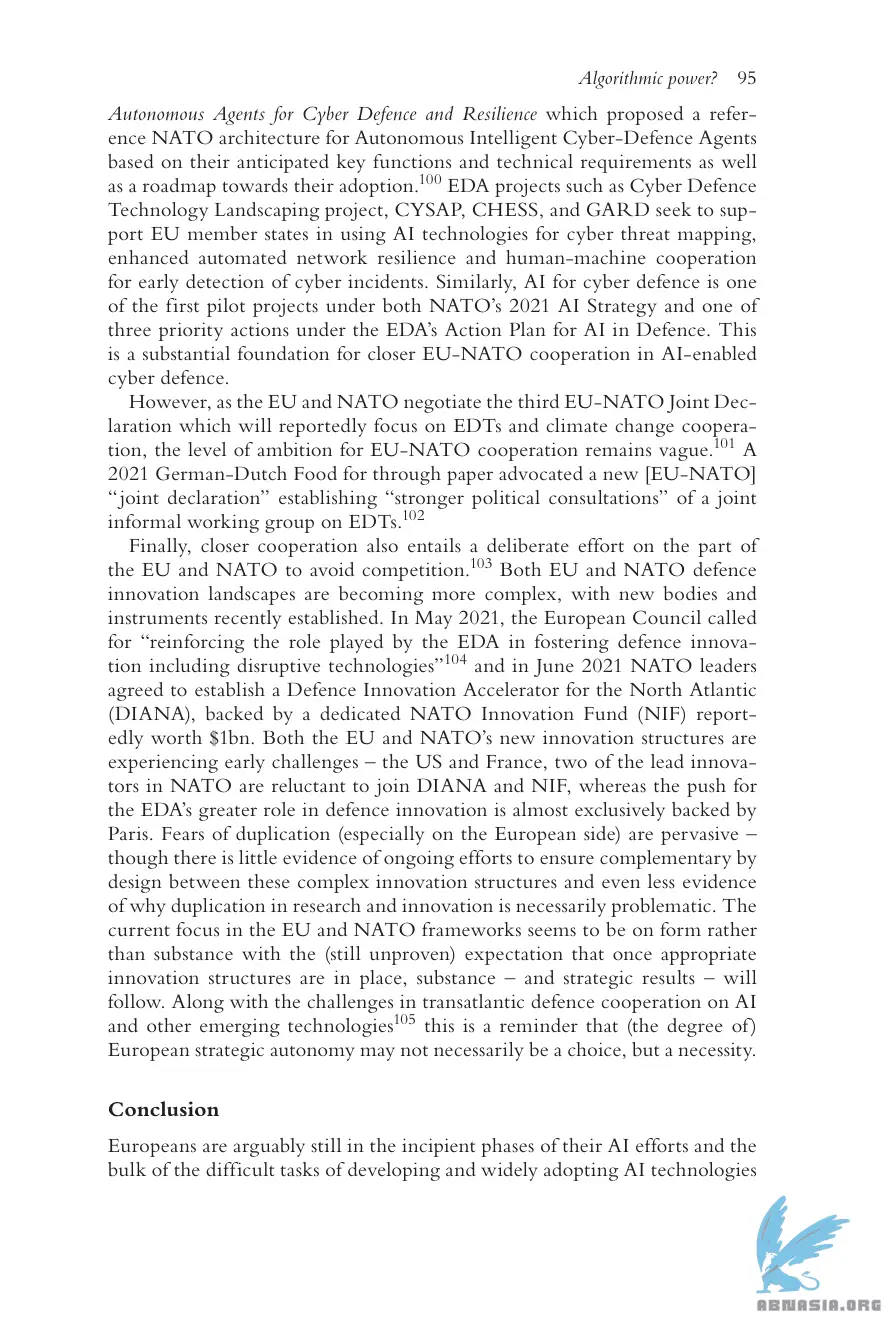 Algorithmic power? 95
Autonomous Agents for Cyber Defence and Resilience which proposed a refer-
ence NATO architecture for Autonomous Intelligent Cyber-Defence Agents
based on their anticipated key functions and technical requirements as well
as a roadmap towards their adoption.100 EDA projects such as Cyber Defence
Technology Landscaping project, CYSAP, CHESS, and GARD seek to sup-
port EU member states in using AI technologies for cyber threat mapping,
enhanced automated network resilience and human-machine cooperation
for early detection of cyber incidents. Similarly, AI for cyber defence is one
of the first pilot projects under both NATO's 2021 AI Strategy and one of
three priority actions under the EDA's Action Plan for AI in Defence. This
is a substantial foundation for closer EU-NATO cooperation in AI-enabled
cyber defence.
However, as the EU and NATO negotiate the third EU-NATO Joint Dec-
laration which will reportedly focus on EDTs and climate change coopera-
tion, the level of ambition for EU-NATO cooperation remains vague.101 A
2021 German-Dutch Food for through paper advocated a new [EU-NATO]
“joint declaration” establishing “stronger political consultations” of a joint
informal working group on EDTs.102
Finally, closer cooperation also entails a deliberate effort on the part of
the EU and NATO to avoid competition.103 Both EU and NATO defence
innovation landscapes are becoming more complex, with new bodies and
instruments recently established. In May 2021, the European Council called
for “reinforcing the role played by the EDA in fostering defence innova-
tion including disruptive technologies”104 and in June 2021 NATO leaders
agreed to establish a Defence Innovation Accelerator for the North Atlantic
(DIANA), backed by a dedicated NATO Innovation Fund (NIF) report-
edly worth $1bn. Both the EU and NATO's new innovation structures are
experiencing early challenges – the US and France, two of the lead innova-
tors in NATO are reluctant to join DIANA and NIF, whereas the push for
the EDA's greater role in defence innovation is almost exclusively backed by
Paris. Fears of duplication (especially on the European side) are pervasive –
though there is little evidence of ongoing efforts to ensure complementary by
design between these complex innovation structures and even less evidence
of why duplication in research and innovation is necessarily problematic. The
current focus in the EU and NATO frameworks seems to be on form rather
than substance with the (still unproven) expectation that once appropriate
innovation structures are in place, substance – and strategic results – will
follow. Along with the challenges in transatlantic defence cooperation on AI
and other emerging technologies105 this is a reminder that (the degree of)
European strategic autonomy may not necessarily be a choice, but a necessity.
Conclusion
Europeans are arguably still in the incipient phases of their AI efforts and the
bulk of the difficult tasks of developing and widely adopting AI technologies
ABNASIA.ORG